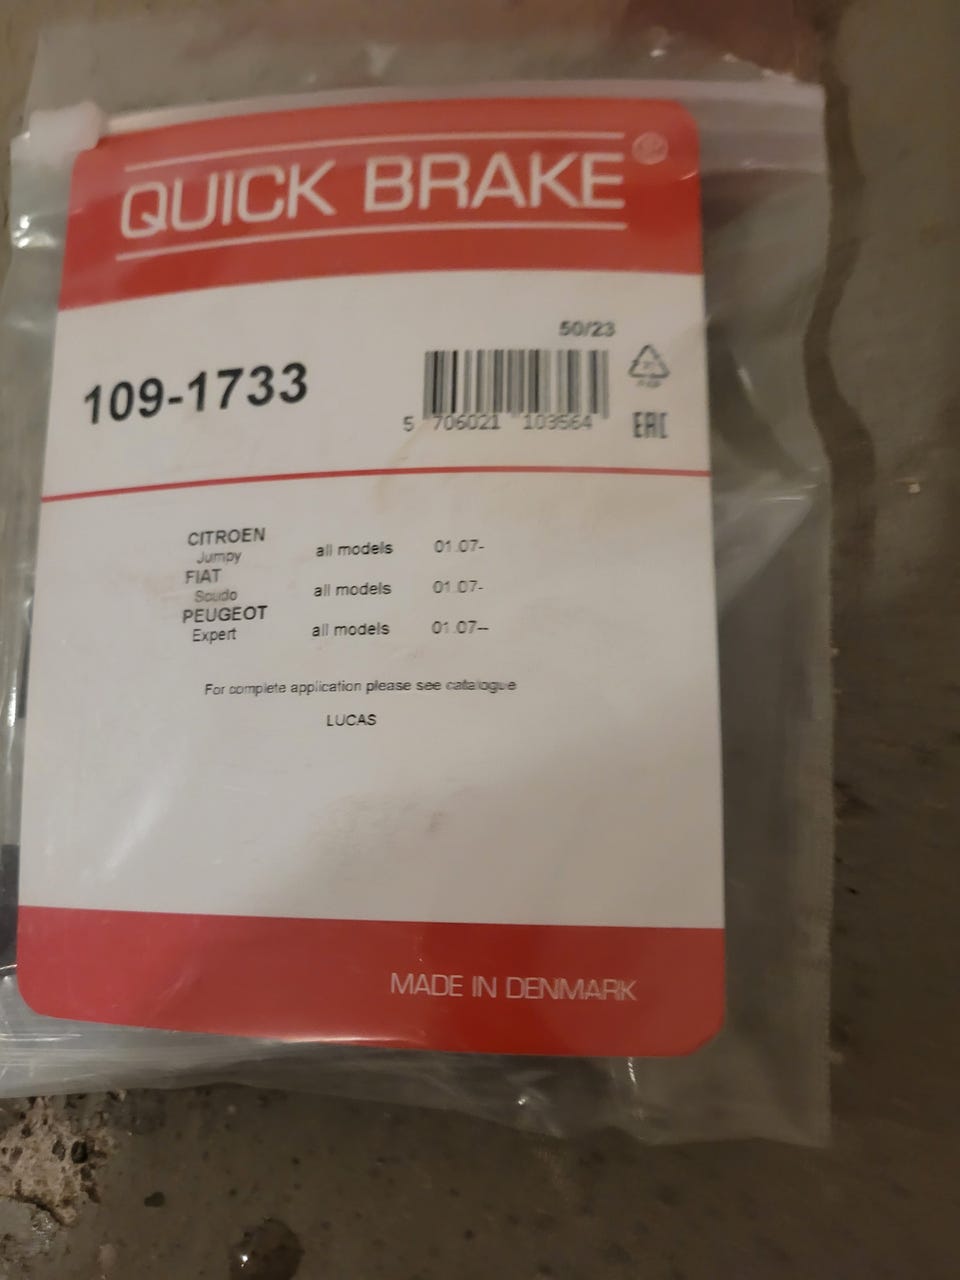 QUICK BRAKE
50/23
109-1733
5 706021 103564
EAC
CITROEN
Jumpy all models 01.07-
FIAT
Scudo all models 01.07-
PEUGEOT
Expert all models 01.07--
For complete application please see catalogue
LUCAS
MADE IN DENMARK